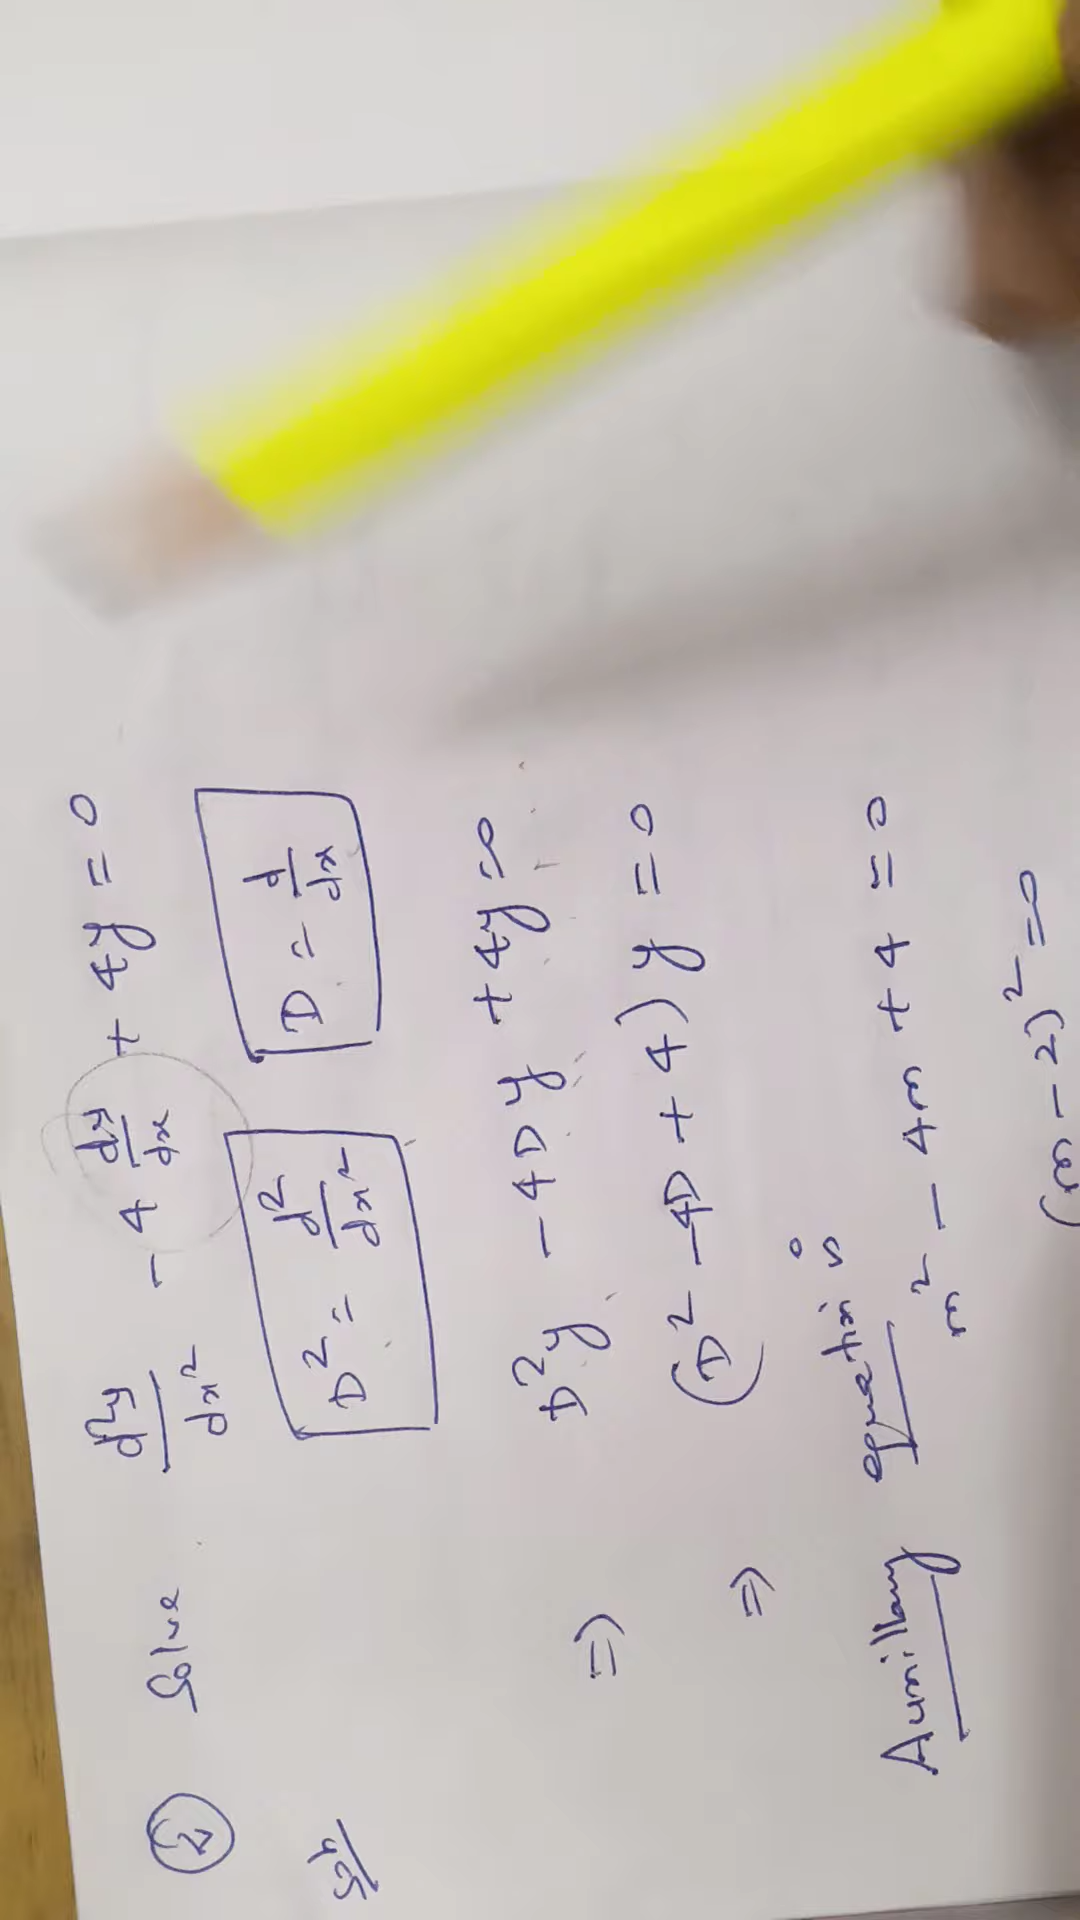 ② Solve d²y/dx² - 4 dy/dx + 4y = 0
Soln
D² = d²/dx² D = d/dx
⇒ D²y - 4Dy + 4y = 0
⇒ (D² - 4D + 4) y = 0
Auxillary equation is
m² - 4m + 4 = 0
(m - 2)² = 0